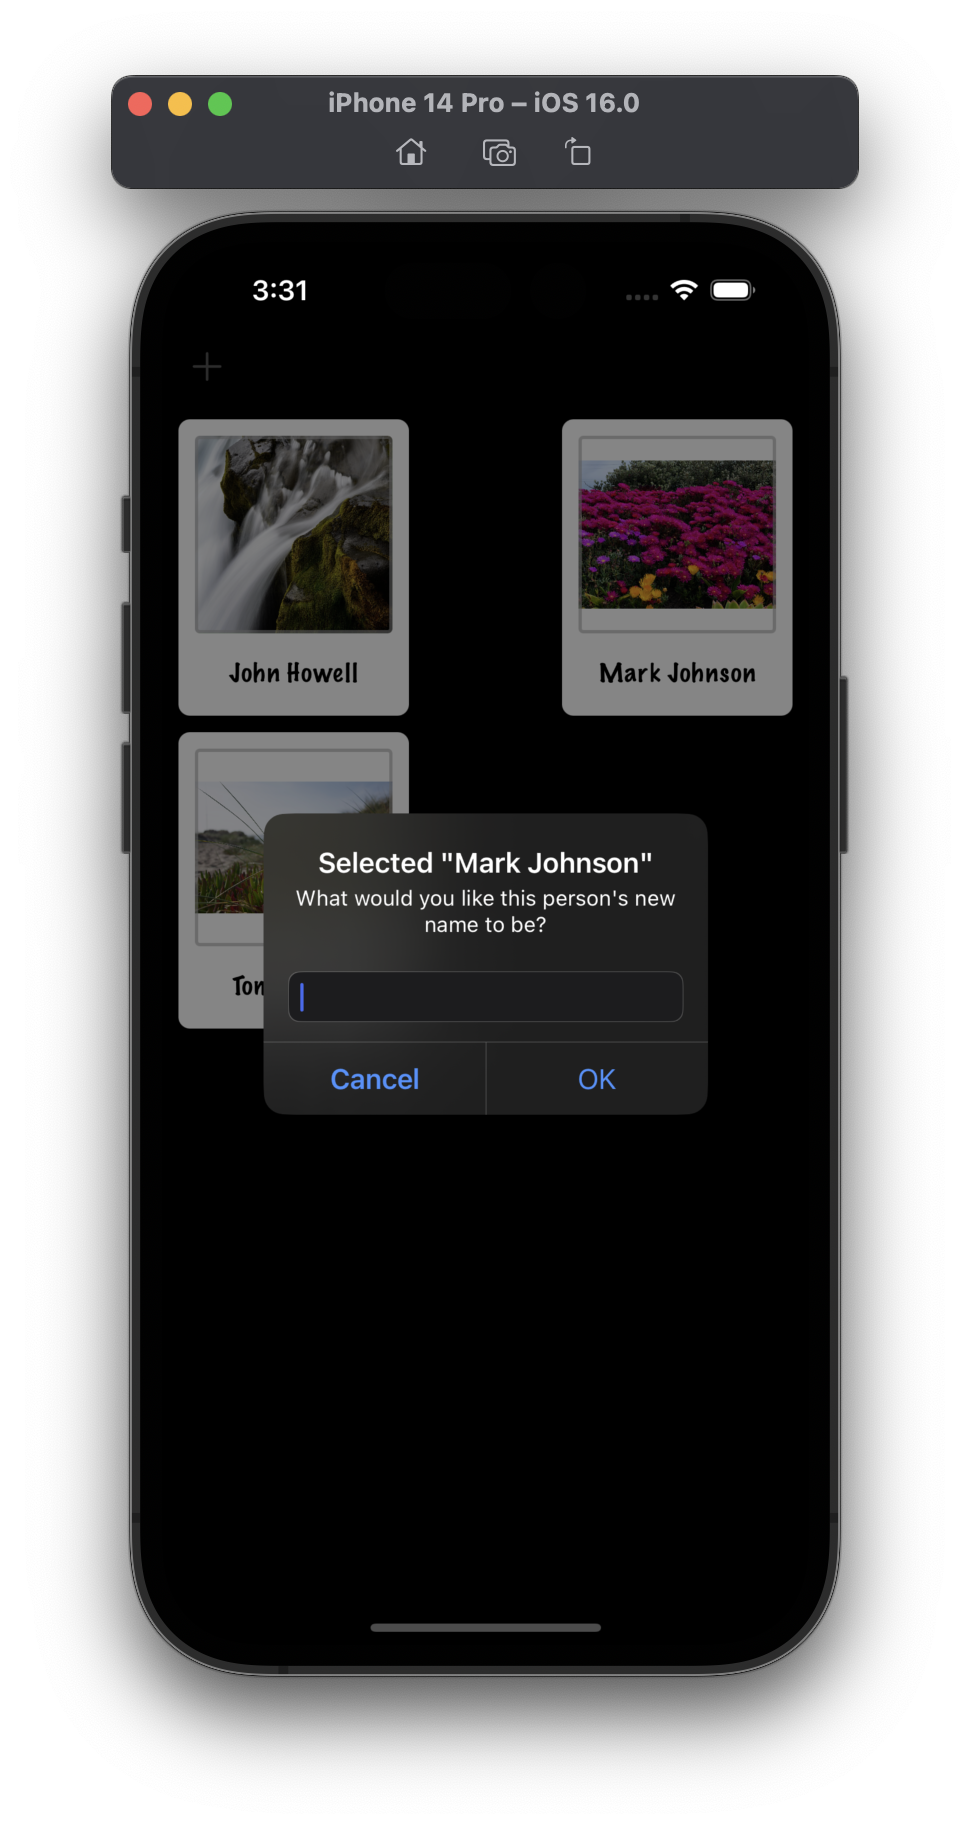 iPhone 14 Pro – iOS 16.0
3:31
John Howell
Mark Johnson
Selected "Mark Johnson"
What would you like this person's new
name to be?
Cancel
OK